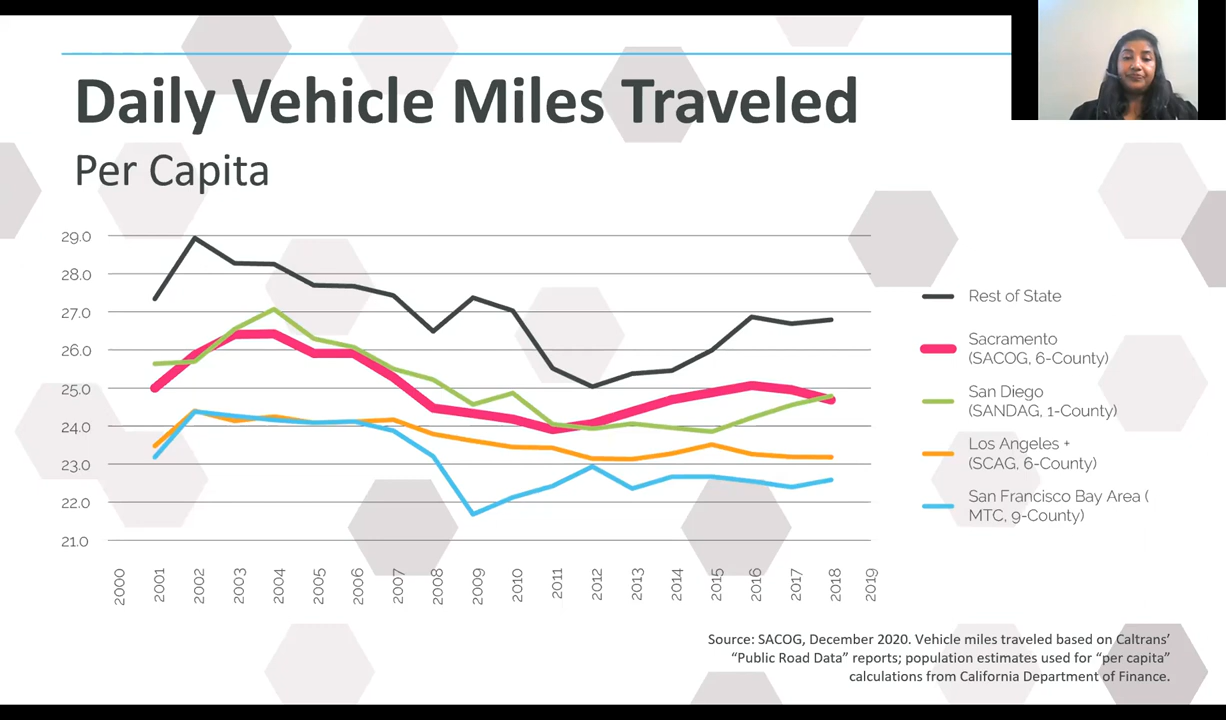 Daily Vehicle Miles Traveled
Per Capita
29.0
28.0
27.0
26.0
25.0
24.0
23.0
22.0
21.0
2000
2001
2002
2003
2004
2005
2006
2007
2008
2009
2010
2011
2012
2013
2014
2015
2016
2017
2018
2019
Rest of State
Sacramento
(SACOG, 6-County)
San Diego
(SANDAG, 1-County)
Los Angeles +
(SCAG, 6-County)
San Francisco Bay Area (
MTC, 9-County)
Source: SACOG, December 2020. Vehicle miles traveled based on Caltrans’
“Public Road Data” reports; population estimates used for “per capita”
calculations from California Department of Finance.